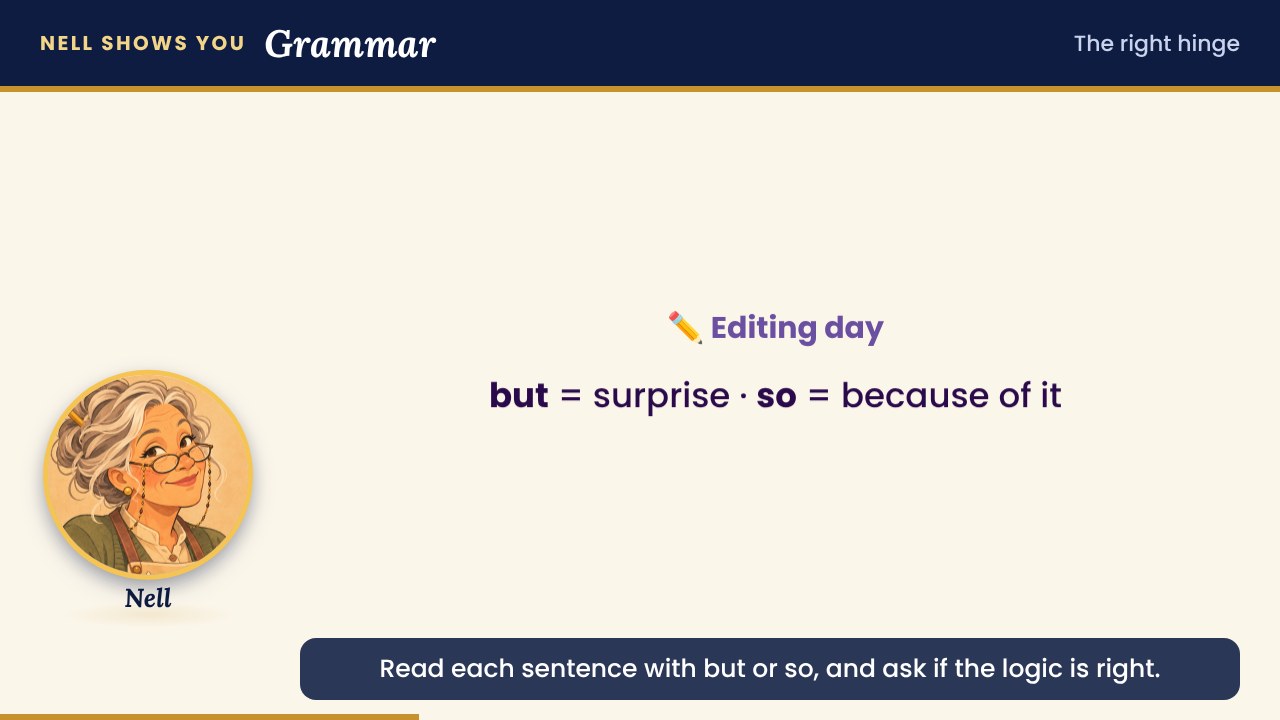 NELL SHOWS YOU Grammar
The right hinge
✏️ Editing day
but = surprise · so = because of it
Nell
Read each sentence with but or so, and ask if the logic is right.